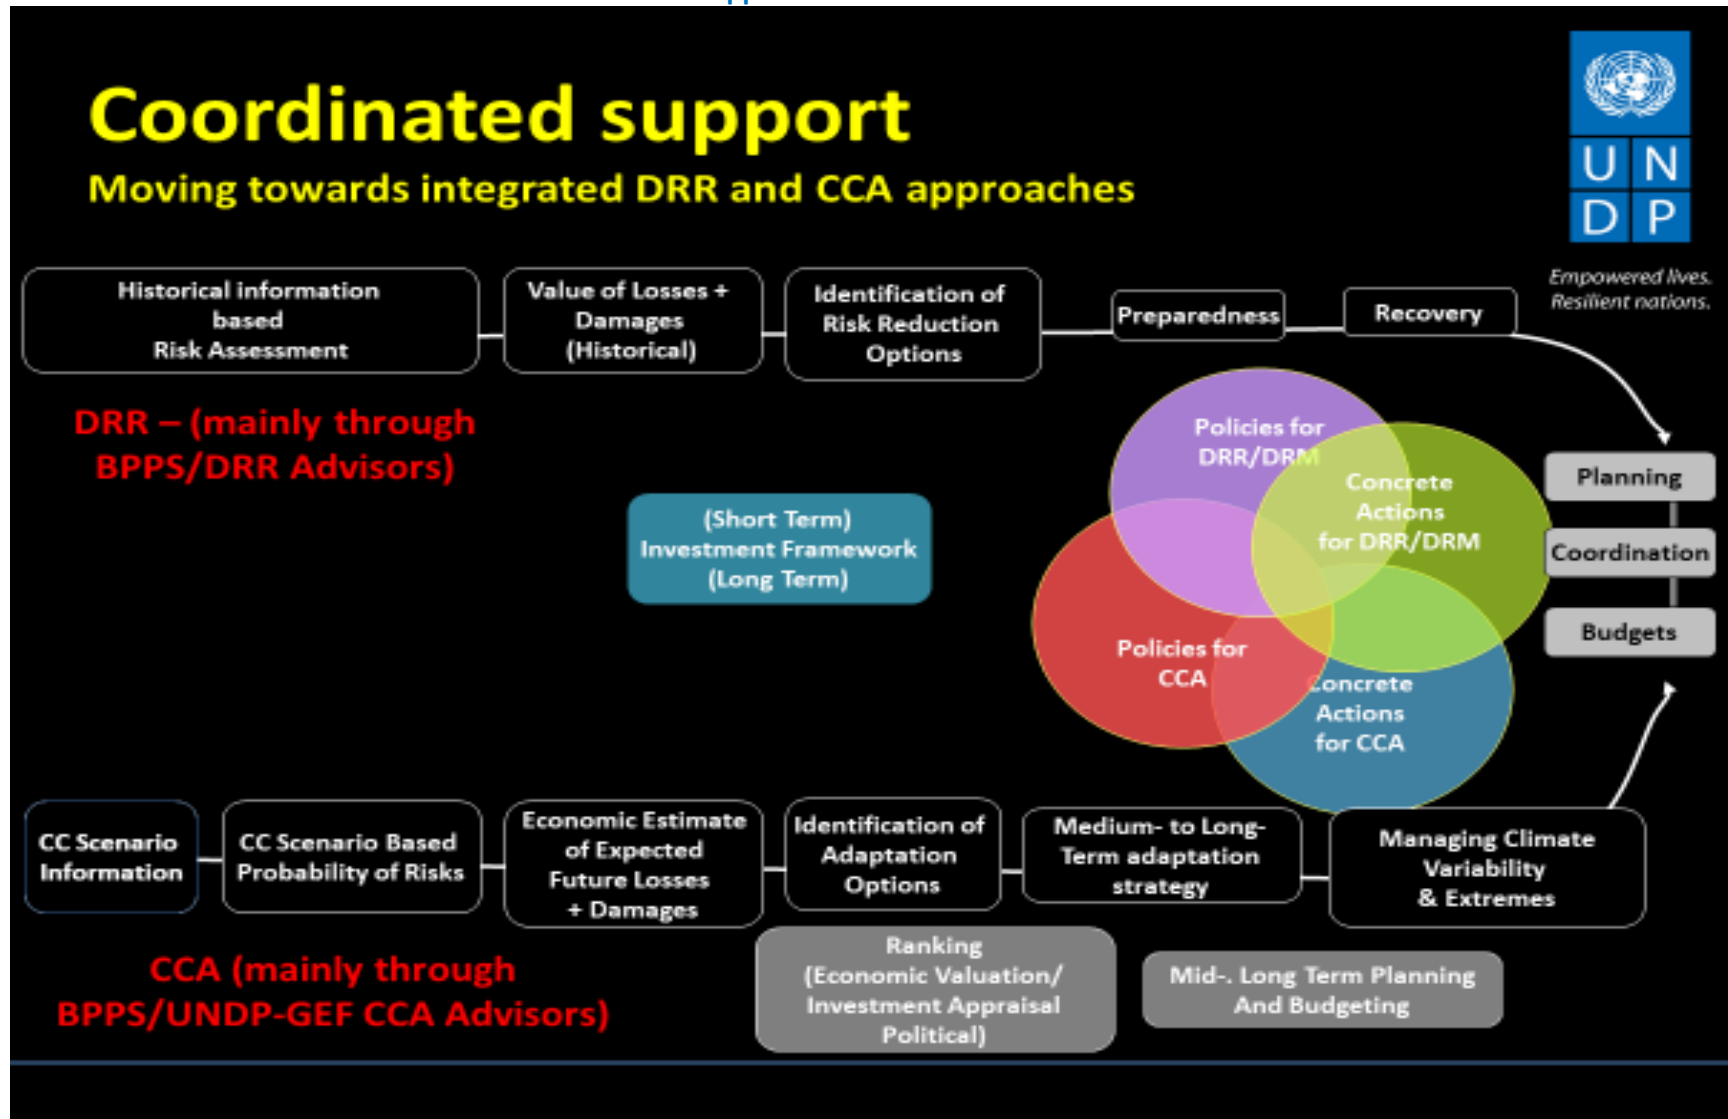 Coordinated support
Moving towards integrated DRR and CCA approaches
U N
D P
Empowered lives.
Resilient nations.
Historical information
based
Risk Assessment
Value of Losses +
Damages
(Historical)
Identification of
Risk Reduction
Options
Preparedness
Recovery
DRR – (mainly through
BPPS/DRR Advisors)
(Short Term)
Investment Framework
(Long Term)
Policies for
DRR/DRM
Concrete
Actions
for DRR/DRM
Policies for
CCA
Concrete
Actions
for CCA
Planning
Coordination
Budgets
CC Scenario
Information
CC Scenario Based
Probability of Risks
Economic Estimate
of Expected
Future Losses
+ Damages
Identification of
Adaptation
Options
Medium- to Long-
Term adaptation
strategy
Managing Climate
Variability
& Extremes
CCA (mainly through
BPPS/UNDP-GEF CCA Advisors)
Ranking
(Economic Valuation/
Investment Appraisal
Political)
Mid-. Long Term Planning
And Budgeting